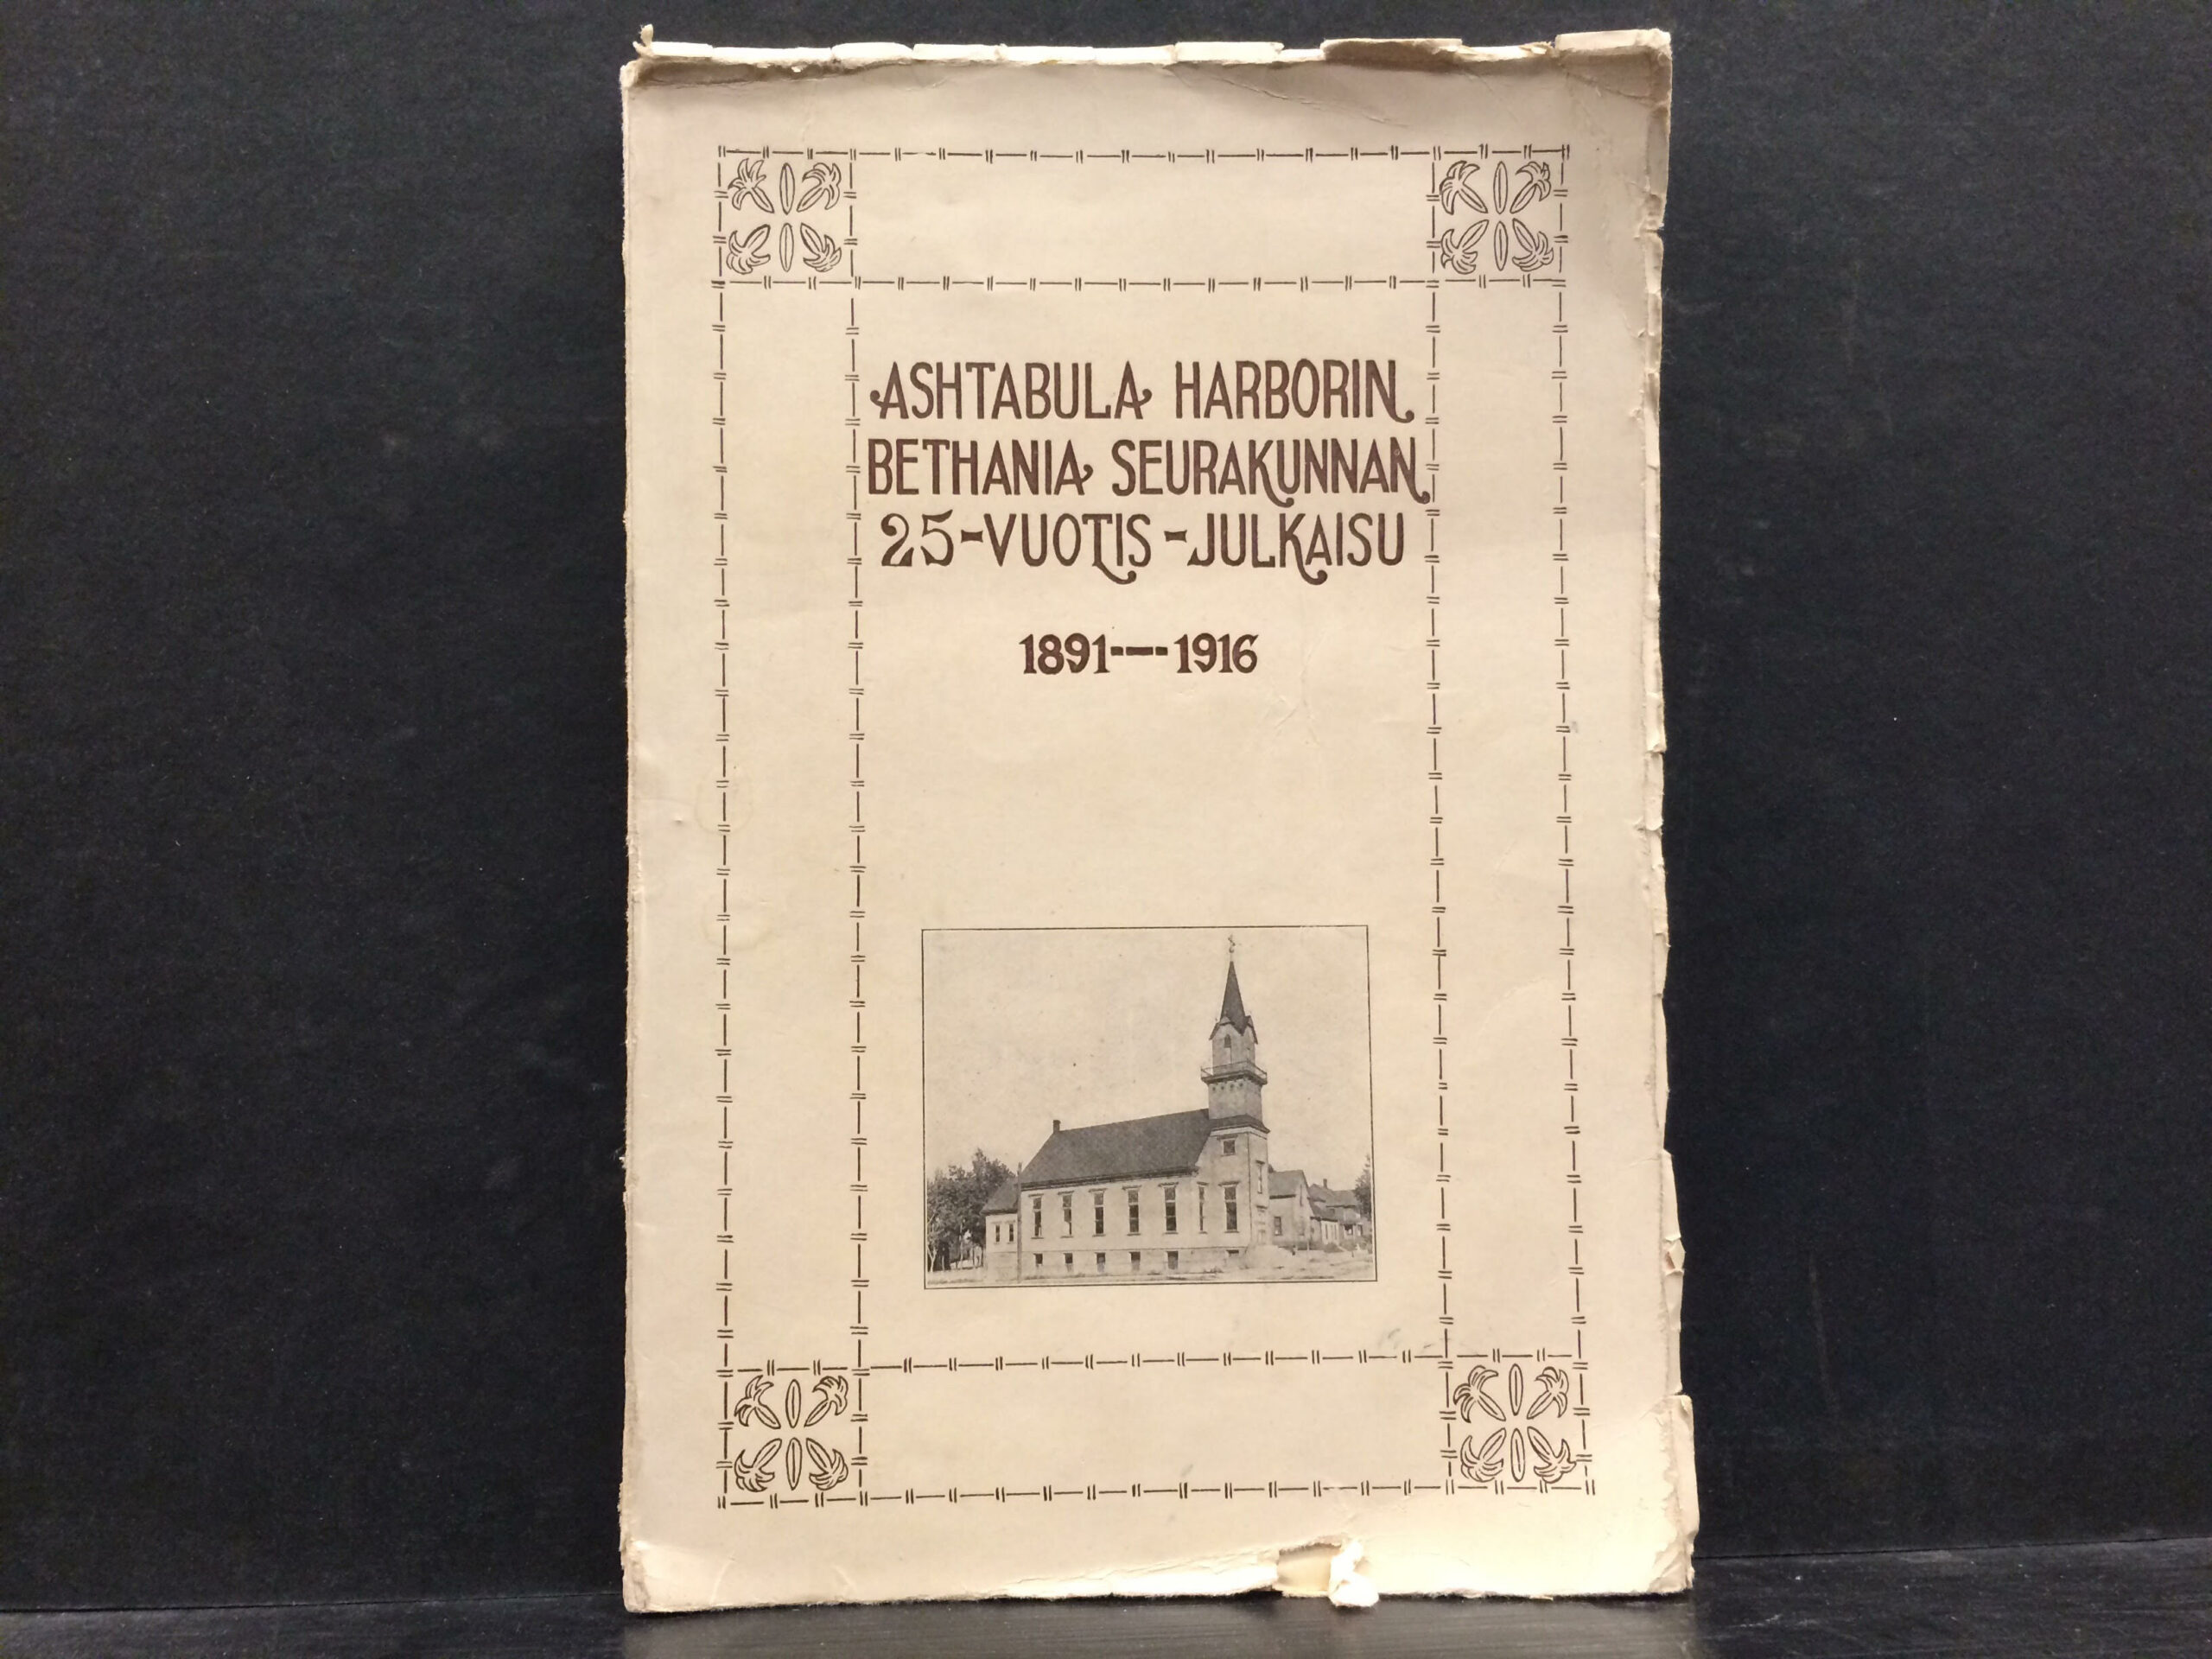 ASHTABULA HARBORIN
BETHANIA SEURAKUNNAN
25-VUOTIS-JULKAISU
1891---1916